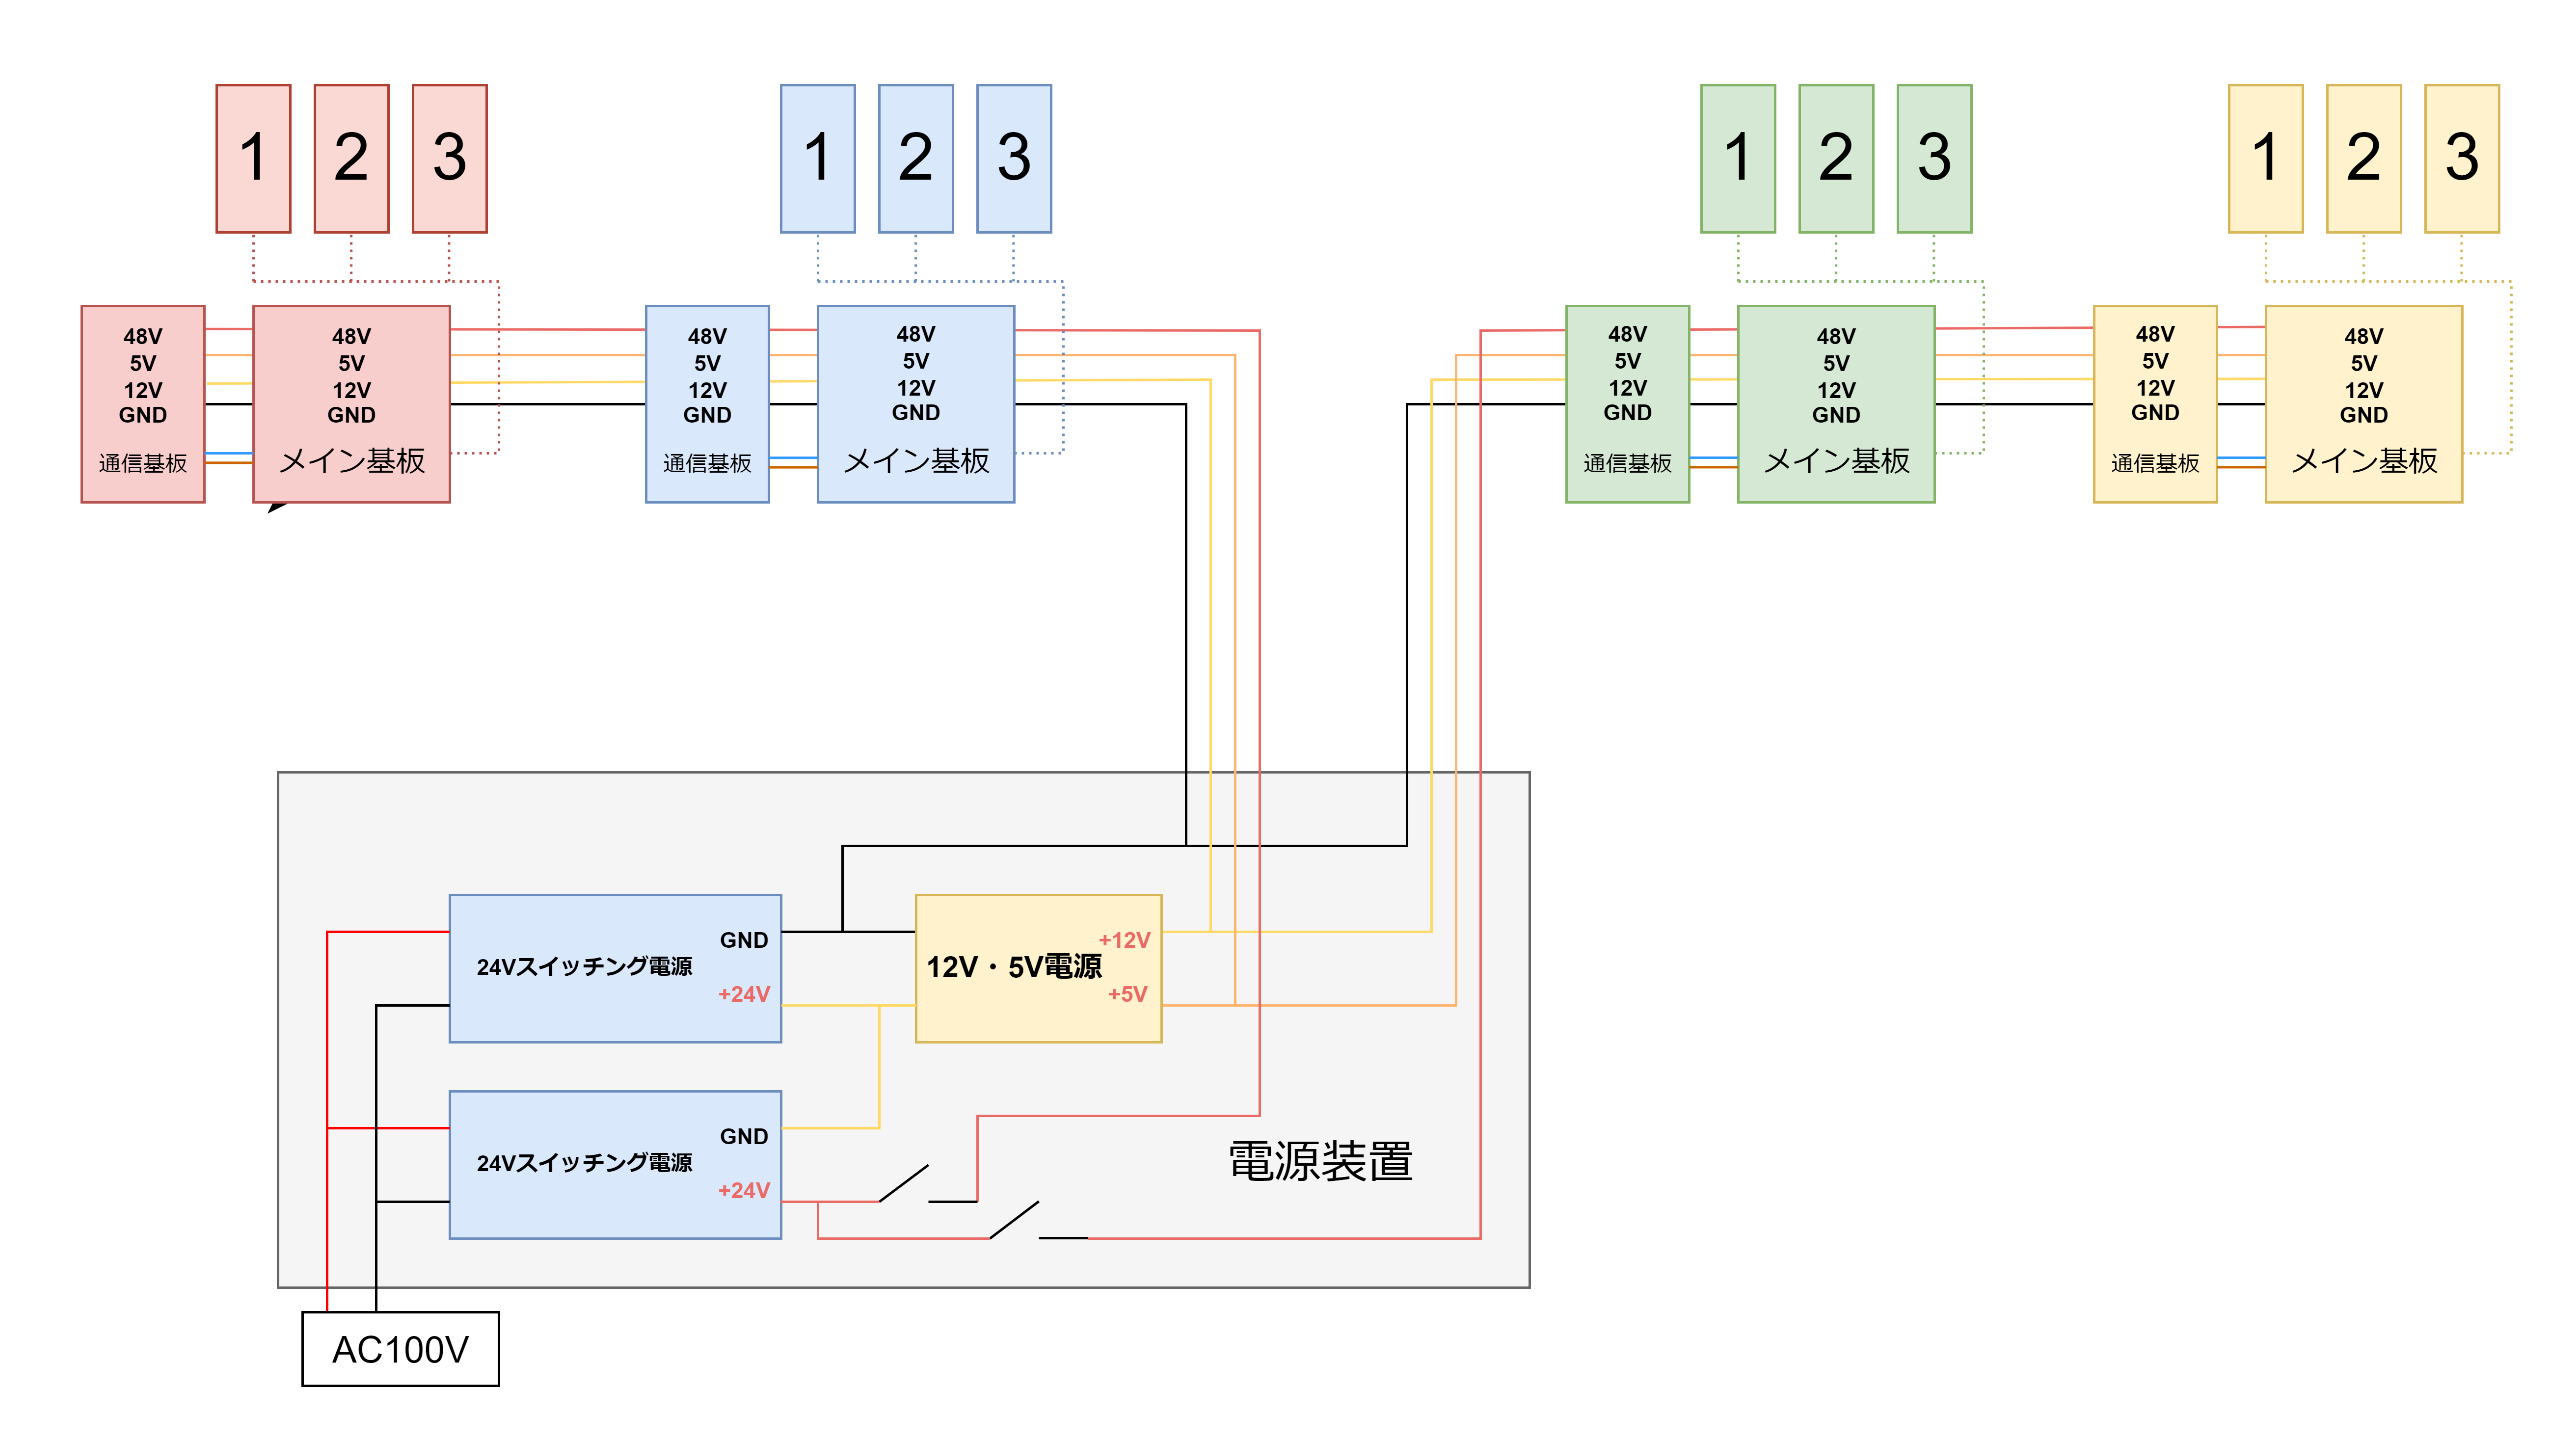 1 2 3
1 2 3
1 2 3
1 2 3
48V
5V
12V
GND
通信基板
48V
5V
12V
GND
メイン基板
48V
5V
12V
GND
通信基板
48V
5V
12V
GND
メイン基板
48V
5V
12V
GND
通信基板
48V
5V
12V
GND
メイン基板
48V
5V
12V
GND
通信基板
48V
5V
12V
GND
メイン基板
24Vスイッチング電源
GND
+24V
12V・5V電源
+12V
+5V
24Vスイッチング電源
GND
+24V
電源装置
AC100V